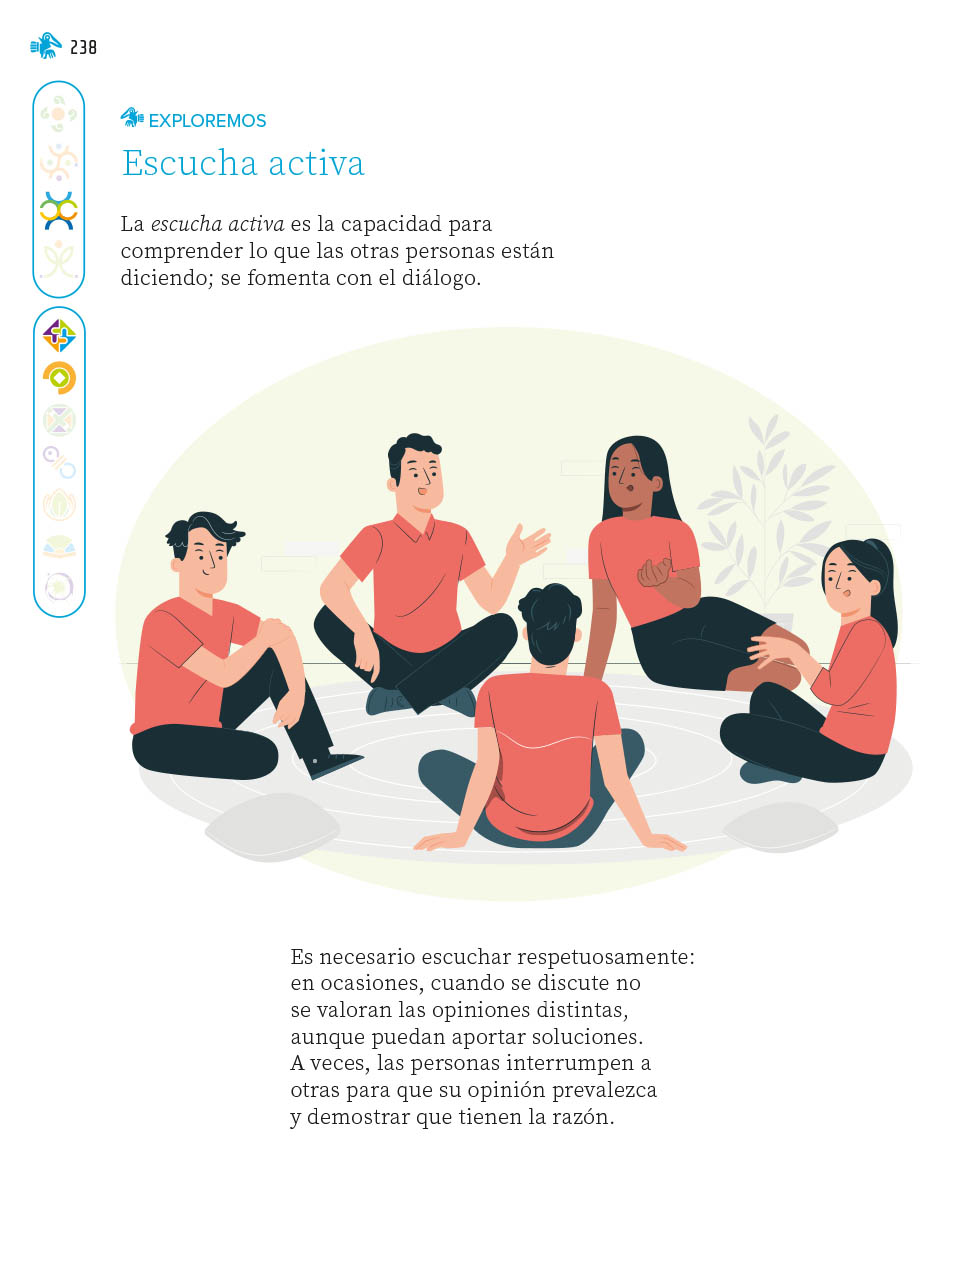 238
EXPLOREMOS
Escucha activa
La escucha activa es la capacidad para
comprender lo que las otras personas están
diciendo; se fomenta con el diálogo.
Es necesario escuchar respetuosamente:
en ocasiones, cuando se discute no
se valoran las opiniones distintas,
aunque puedan aportar soluciones.
A veces, las personas interrumpen a
otras para que su opinión prevalezca
y demostrar que tienen la razón.